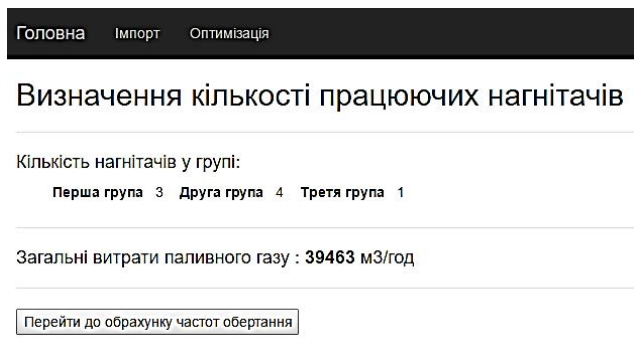 Головна Імпорт Оптимізація
Визначення кількості працюючих нагнітачів
Кількість нагнітачів у групі:
Перша група 3 Друга група 4 Третя група 1
Загальні витрати паливного газу : 39463 м3/год
Перейти до обрахунку частот обертання